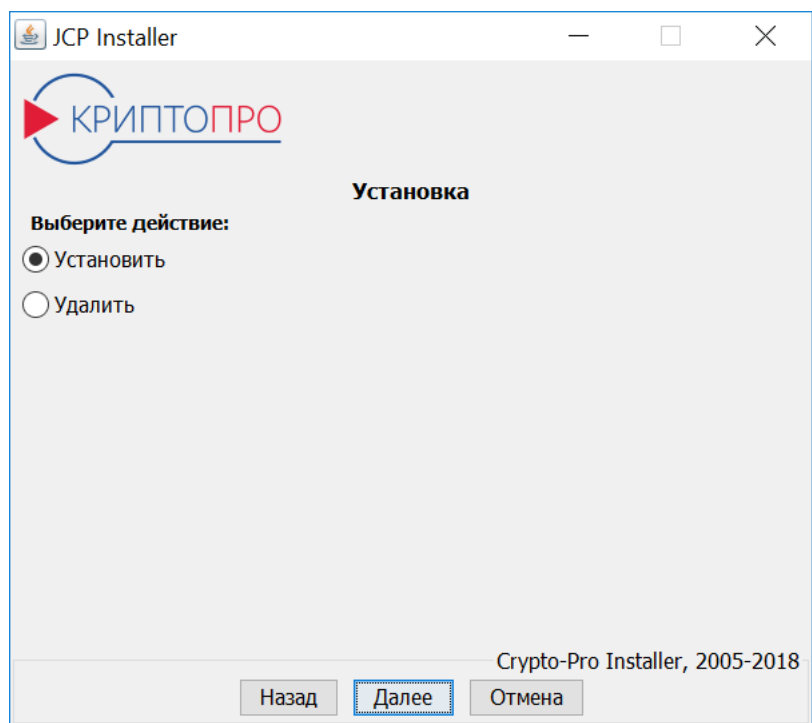 JCP Installer
КРИПТОПРО
Установка
Выберите действие:
Установить
Удалить
Crypto-Pro Installer, 2005-2018
Назад Далее Отмена